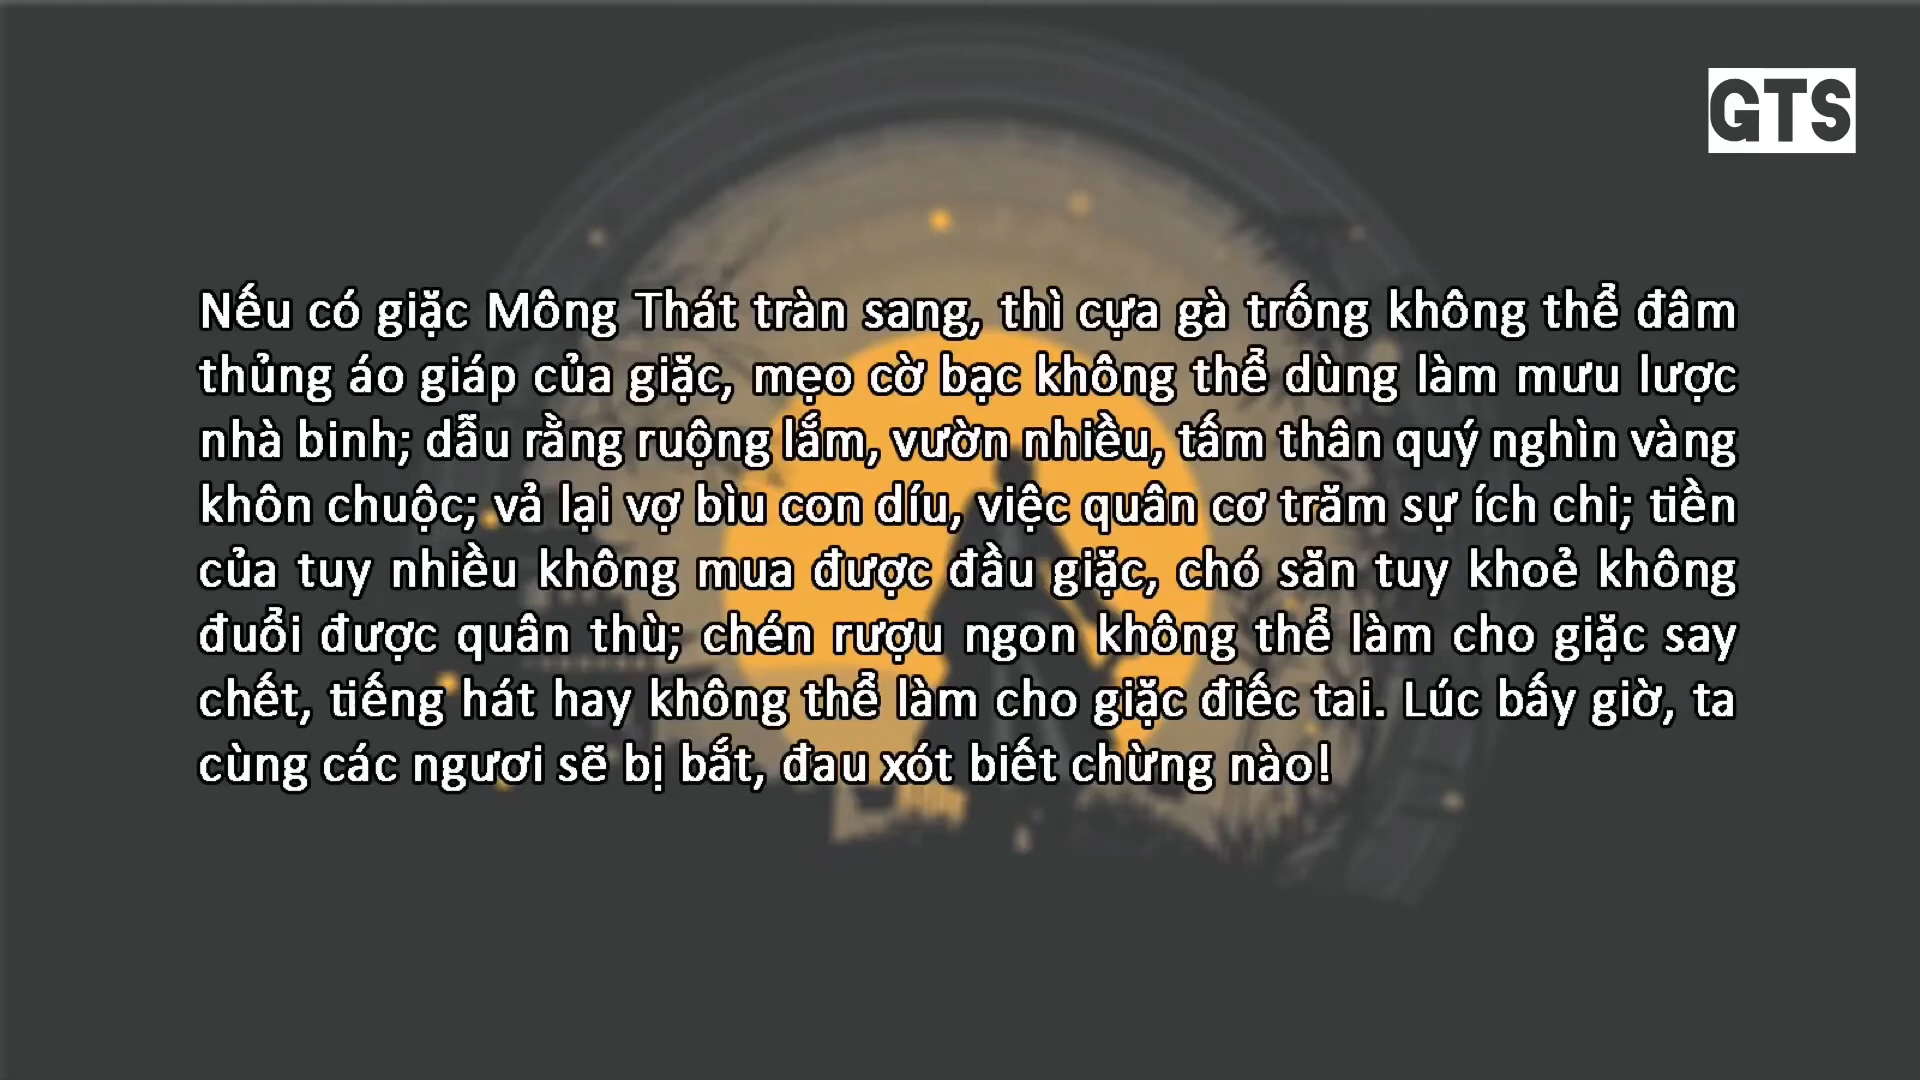 GTS
Nếu có giặc Mông Thát tràn sang, thì cựa gà trống không thể đâm
thủng áo giáp của giặc, mẹo cờ bạc không thể dùng làm mưu lược
nhà binh; dẫu rằng ruộng lắm, vườn nhiều, tấm thân quý nghìn vàng
khôn chuộc; vả lại vợ bìu con díu, việc quân cơ trăm sự ích chi; tiền
của tuy nhiều không mua được đầu giặc, chó săn tuy khoẻ không
đuổi được quân thù; chén rượu ngon không thể làm cho giặc say
chết, tiếng hát hay không thể làm cho giặc điếc tai. Lúc bấy giờ, ta
cùng các ngươi sẽ bị bắt, đau xót biết chừng nào!